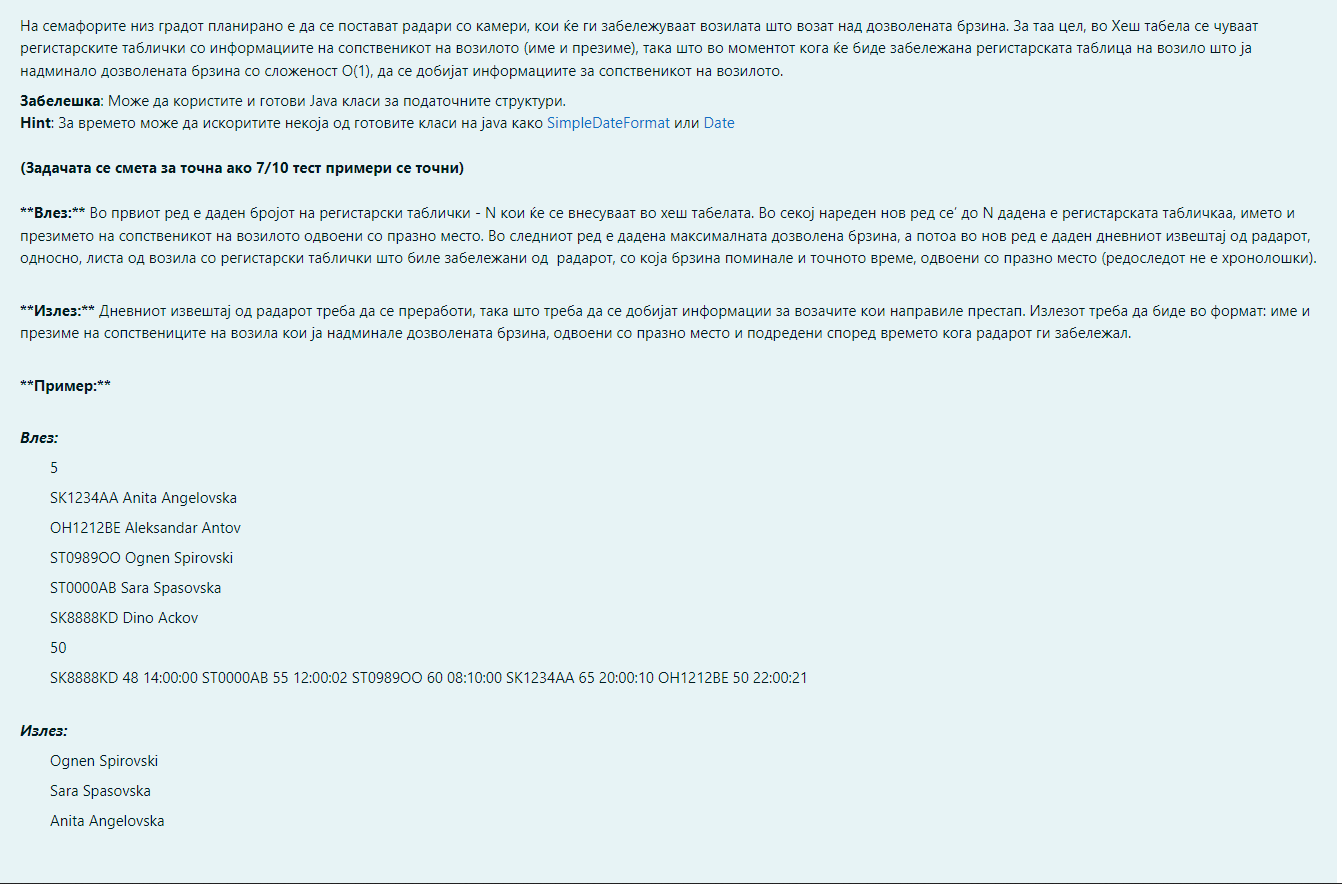 На семафорите низ градот планирано е да се постават радари со камери, кои ќе ги забележуваат возилата што возат над дозволената брзина. За таа цел, во Хеш табела се чуваат
регистарските таблички со информациите на сопственикот на возилото (име и презиме), така што во моментот кога ќе биде забележана регистарската таблица на возило што ја
надминало дозволената брзина со сложеност O(1), да се добијат информациите за сопственикот на возилото.
Забелешка: Може да користите и готови Java класи за податочните структури.
Hint: За времето може да искоритите некоја од готовите класи на java како SimpleDateFormat или Date
(Задачата се смета за точна ако 7/10 тест примери се точни)
**Влез:** Во првиот ред е даден бројот на регистарски таблички - N кои ќе се внесуваат во хеш табелата. Во секој нареден нов ред се' до N дадена е регистарската табличкаа, името и
презимето на сопственикот на возилото одвоени со празно место. Во следниот ред е дадена максималната дозволена брзина, а потоа во нов ред е даден дневниот извештај од радарот,
односно, листа од возила со регистарски таблички што биле забележани од  радарот, со која брзина поминале и точното време, одвоени со празно место (редоследот не е хронолошки).
**Излез:** Дневниот извештај од радарот треба да се преработи, така што треба да се добијат информации за возачите кои направиле престап. Излезот треба да биде во формат: име и
презиме на сопствениците на возила кои ја надминале дозволената брзина, одвоени со празно место и подредени според времето кога радарот ги забележал.
**Пример:**
Влез:
5
SK1234AA Anita Angelovska
OH1212BE Aleksandar Antov
ST0989OO Ognen Spirovski
ST0000AB Sara Spasovska
SK8888KD Dino Ackov
50
SK8888KD 48 14:00:00 ST0000AB 55 12:00:02 ST0989OO 60 08:10:00 SK1234AA 65 20:00:10 OH1212BE 50 22:00:21
Излез:
Ognen Spirovski
Sara Spasovska
Anita Angelovska